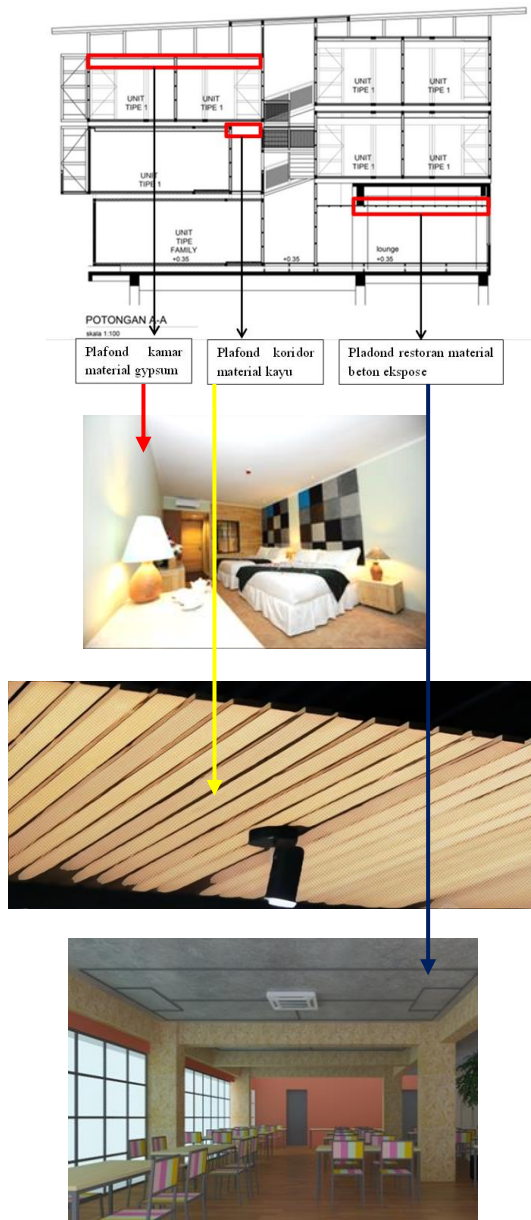 UNIT UNIT
TIPE 1 TIPE 1
UNIT UNIT
TIPE 1 TIPE 1
UNIT UNIT
TIPE 1 TIPE 1
UNIT
TIPE 1
UNIT
TIPE
FAMILY
+0.35
+0.35
lounge
+0.35
POTONGAN A-A
skala 1:100
Plafond kamar
material gypsum
Plafond koridor
material kayu
Pladond restoran material
beton ekspose